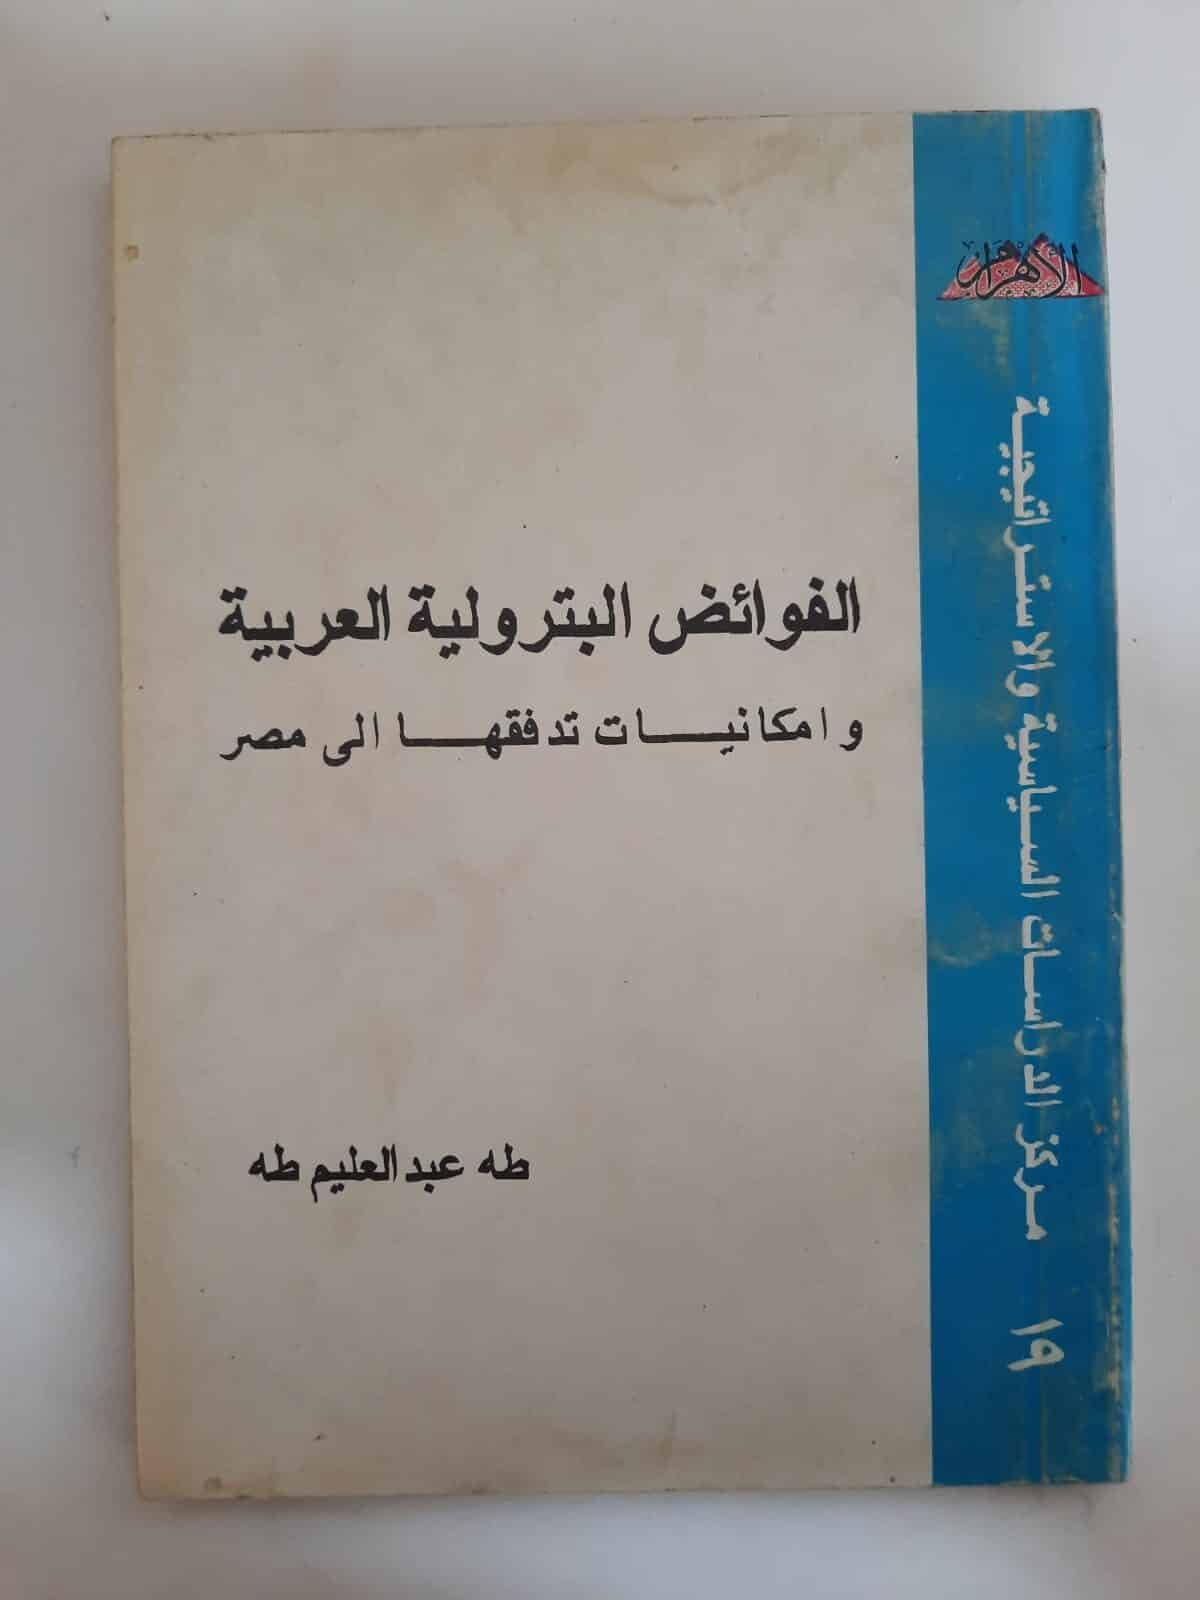 الأهرام
مركز الدراسات السياسية والاستراتيجية ١٩
الفوائض البترولية العربية
وامكانيات تدفقها الى مصر
طه عبد العليم طه